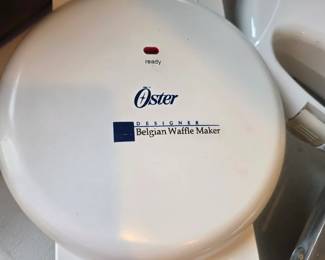 ready
Oster
DESIGNER
Belgian Waffle Maker